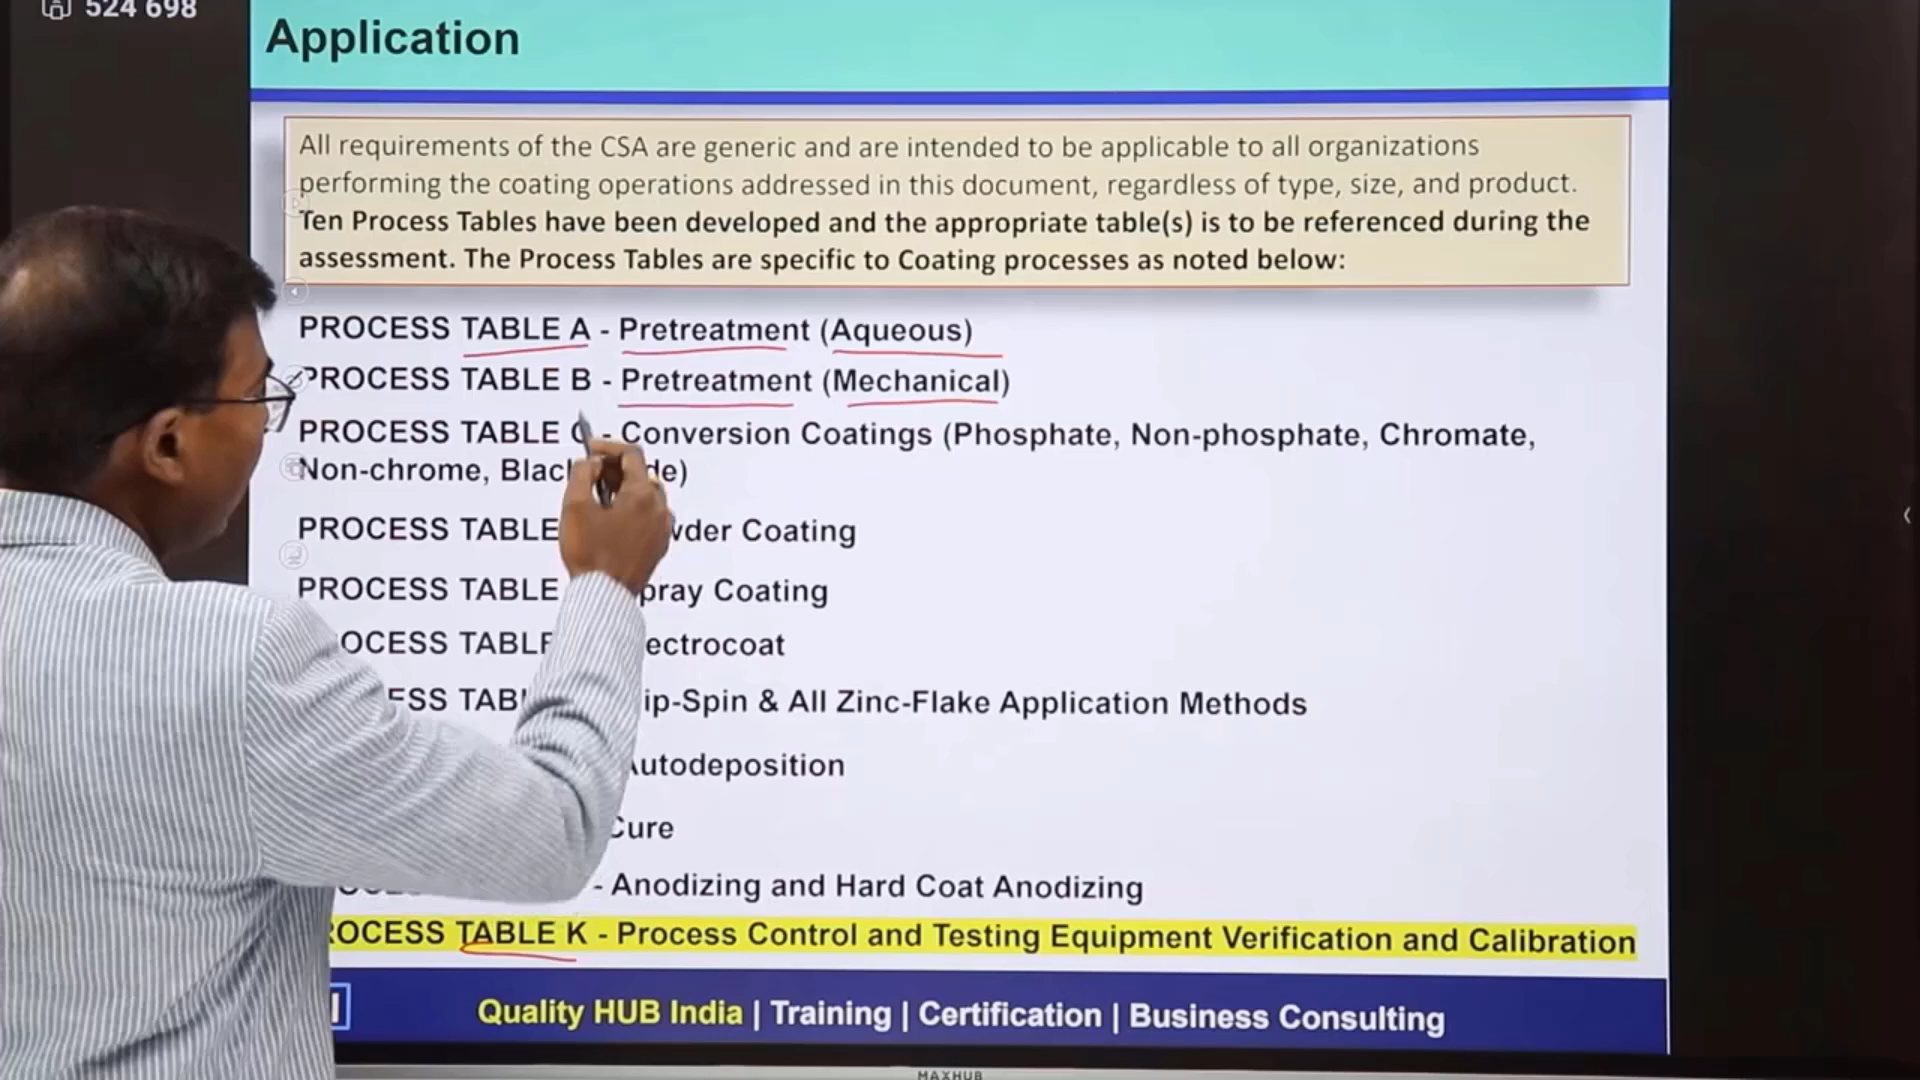 524 698
Application
All requirements of the CSA are generic and are intended to be applicable to all organizations
performing the coating operations addressed in this document, regardless of type, size, and product.
Ten Process Tables have been developed and the appropriate table(s) is to be referenced during the
assessment. The Process Tables are specific to Coating processes as noted below:
PROCESS TABLE A - Pretreatment (Aqueous)
PROCESS TABLE B - Pretreatment (Mechanical)
PROCESS TABLE C - Conversion Coatings (Phosphate, Non-phosphate, Chromate,
Non-chrome,
PROCESS TABLE Coating
PROCESS TABLE Coating
PROCESS TABLE
Zinc-Flake Application Methods
Autodeposition
Cure
- Anodizing and Hard Coat Anodizing
PROCESS TABLE K - Process Control and Testing Equipment Verification and Calibration
Quality HUB India | Training | Certification | Business Consulting
MAXHUB